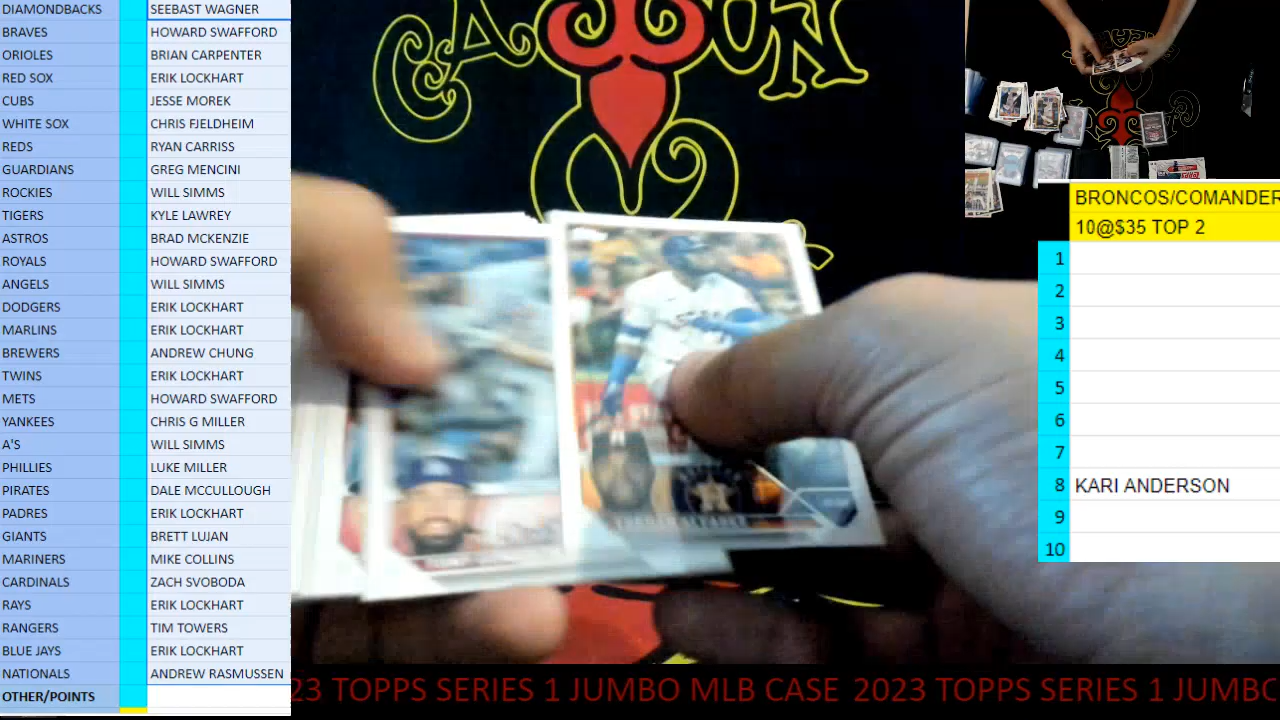 DIAMONDBACKS SEEBAST WAGNER
BRAVES HOWARD SWAFFORD
ORIOLES BRIAN CARPENTER
RED SOX ERIK LOCKHART
CUBS JESSE MOREK
WHITE SOX CHRIS FJELDHEIM
REDS RYAN CARRISS
GUARDIANS GREG MENCINI
ROCKIES WILL SIMMS
TIGERS KYLE LAWREY
ASTROS BRAD MCKENZIE
ROYALS HOWARD SWAFFORD
ANGELS WILL SIMMS
DODGERS ERIK LOCKHART
MARLINS ERIK LOCKHART
BREWERS ANDREW CHUNG
TWINS ERIK LOCKHART
METS HOWARD SWAFFORD
YANKEES CHRIS G MILLER
A'S WILL SIMMS
PHILLIES LUKE MILLER
PIRATES DALE MCCULLOUGH
PADRES ERIK LOCKHART
GIANTS BRETT LUJAN
MARINERS MIKE COLLINS
CARDINALS ZACH SVOBODA
RAYS ERIK LOCKHART
RANGERS TIM TOWERS
BLUE JAYS ERIK LOCKHART
NATIONALS ANDREW RASMUSSEN
OTHER/POINTS
BRONCOS/COMANDER
10@$35 TOP 2
1
2
3
4
5
6
7
8 KARI ANDERSON
9
10
23 TOPPS SERIES 1 JUMBO MLB CASE 2023 TOPPS SERIES 1 JUMBC